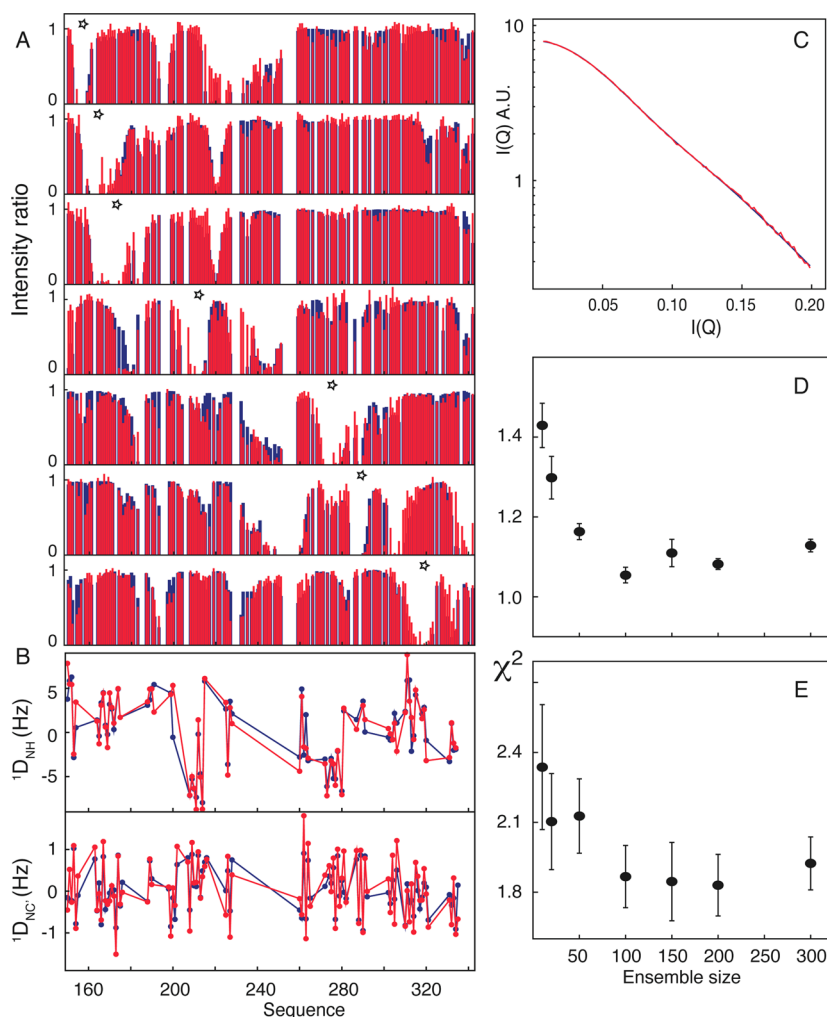 A
Intensity ratio
1
0
1
0
1
0
1
0
1
0
1
0
1
0
B
¹D_NH (Hz)
5
0
-5
¹D_NC' (Hz)
1
0
-1
160 200 240 280 320
Sequence
C
I(Q) A.U.
10
1
0.05 0.10 0.15 0.20
I(Q)
D
1.4
1.2
1.0
χ²
E
2.4
2.1
1.8
50 100 150 200 300
Ensemble size